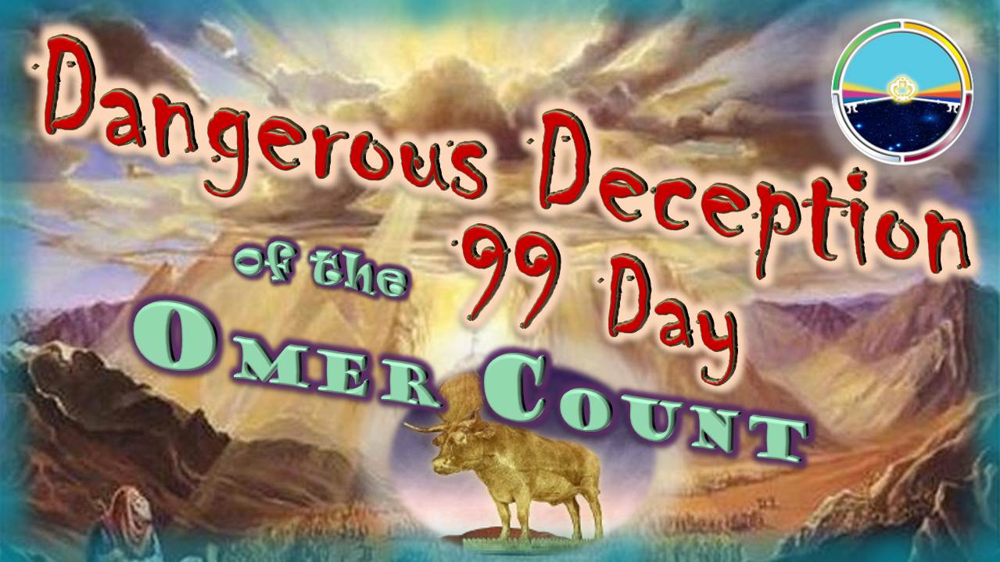 Dangerous Deception
of the 99 Day
Omer Count